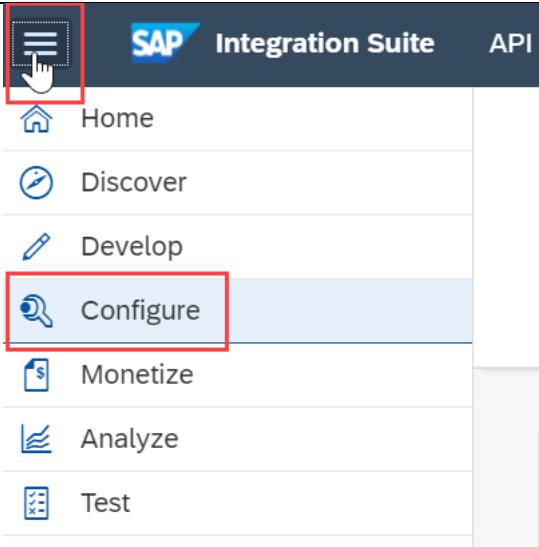 SAP Integration Suite API
Home
Discover
Develop
Configure
Monetize
Analyze
Test